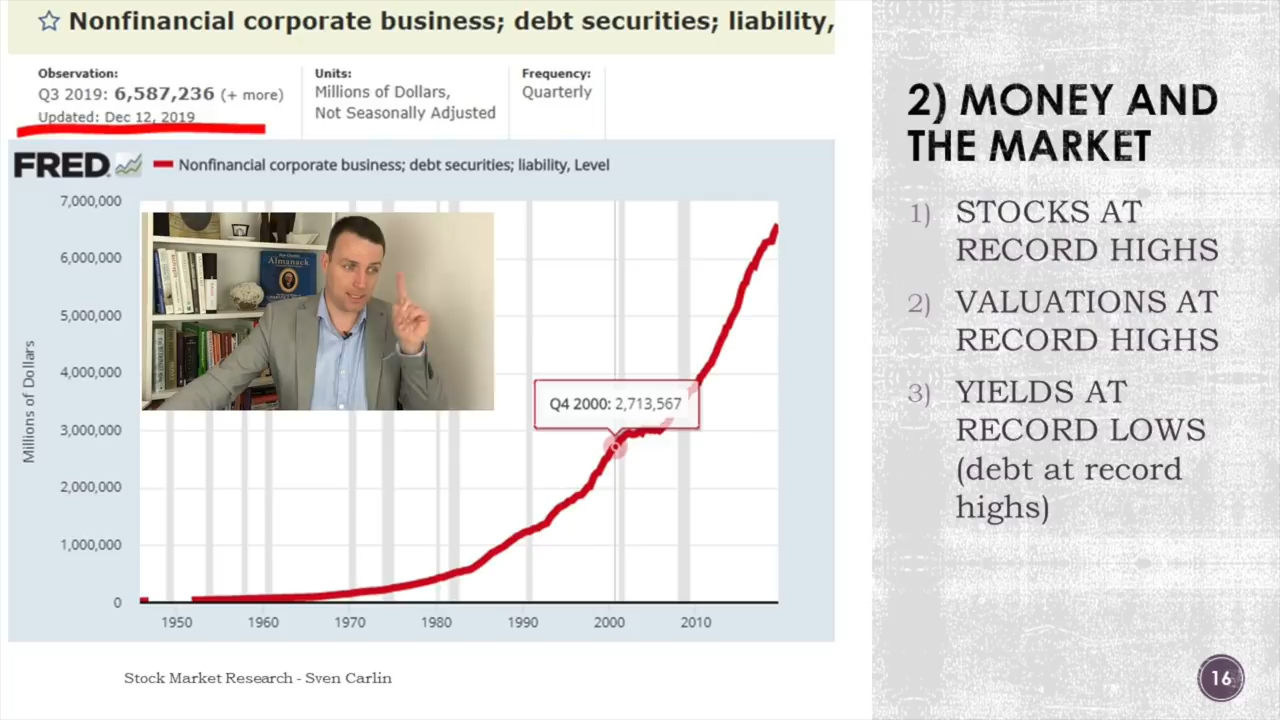 Nonfinancial corporate business; debt securities; liability,
Observation:
Q3 2019: 6,587,236 (+ more)
Updated: Dec 12, 2019
Units:
Millions of Dollars,
Not Seasonally Adjusted
Frequency:
Quarterly
FRED
Nonfinancial corporate business; debt securities; liability, Level
7,000,000
6,000,000
5,000,000
4,000,000
3,000,000
2,000,000
1,000,000
0
Millions of Dollars
Almanack
Q4 2000: 2,713,567
1950
1960
1970
1980
1990
2000
2010
Stock Market Research - Sven Carlin
2) MONEY AND
THE MARKET
1) STOCKS AT
RECORD HIGHS
2) VALUATIONS AT
RECORD HIGHS
3) YIELDS AT
RECORD LOWS
(debt at record
highs)
16